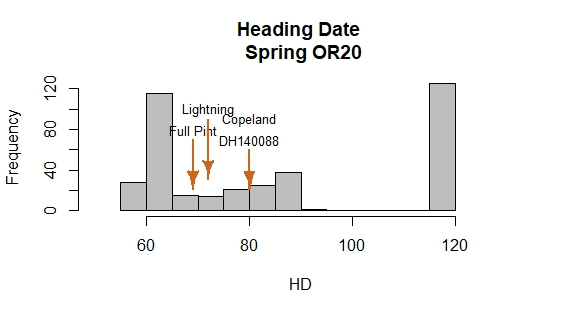 Heading Date
Spring OR20
Frequency
120
80
40
0
Lightning
Copeland
Full Pint
DH140088
60 80 100 120
HD